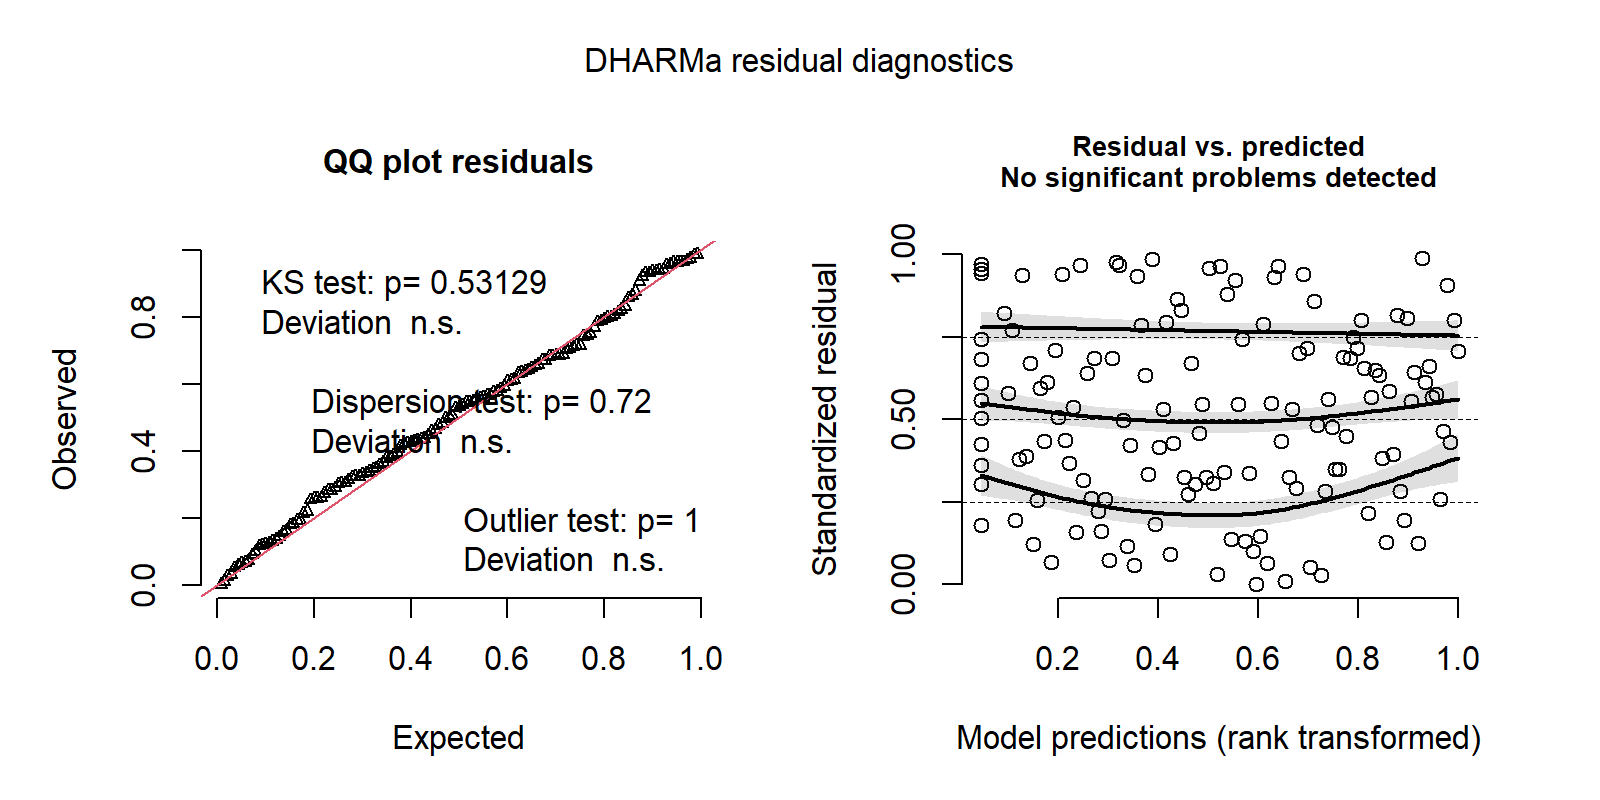 DHARMa residual diagnostics
QQ plot residuals
KS test: p= 0.53129
Deviation n.s.
Dispersion test: p= 0.72
Deviation n.s.
Outlier test: p= 1
Deviation n.s.
Observed
0.0
0.4
0.8
0.0 0.2 0.4 0.6 0.8 1.0
Expected
Residual vs. predicted
No significant problems detected
Standardized residual
0.00
0.50
1.00
0.2 0.4 0.6 0.8 1.0
Model predictions (rank transformed)